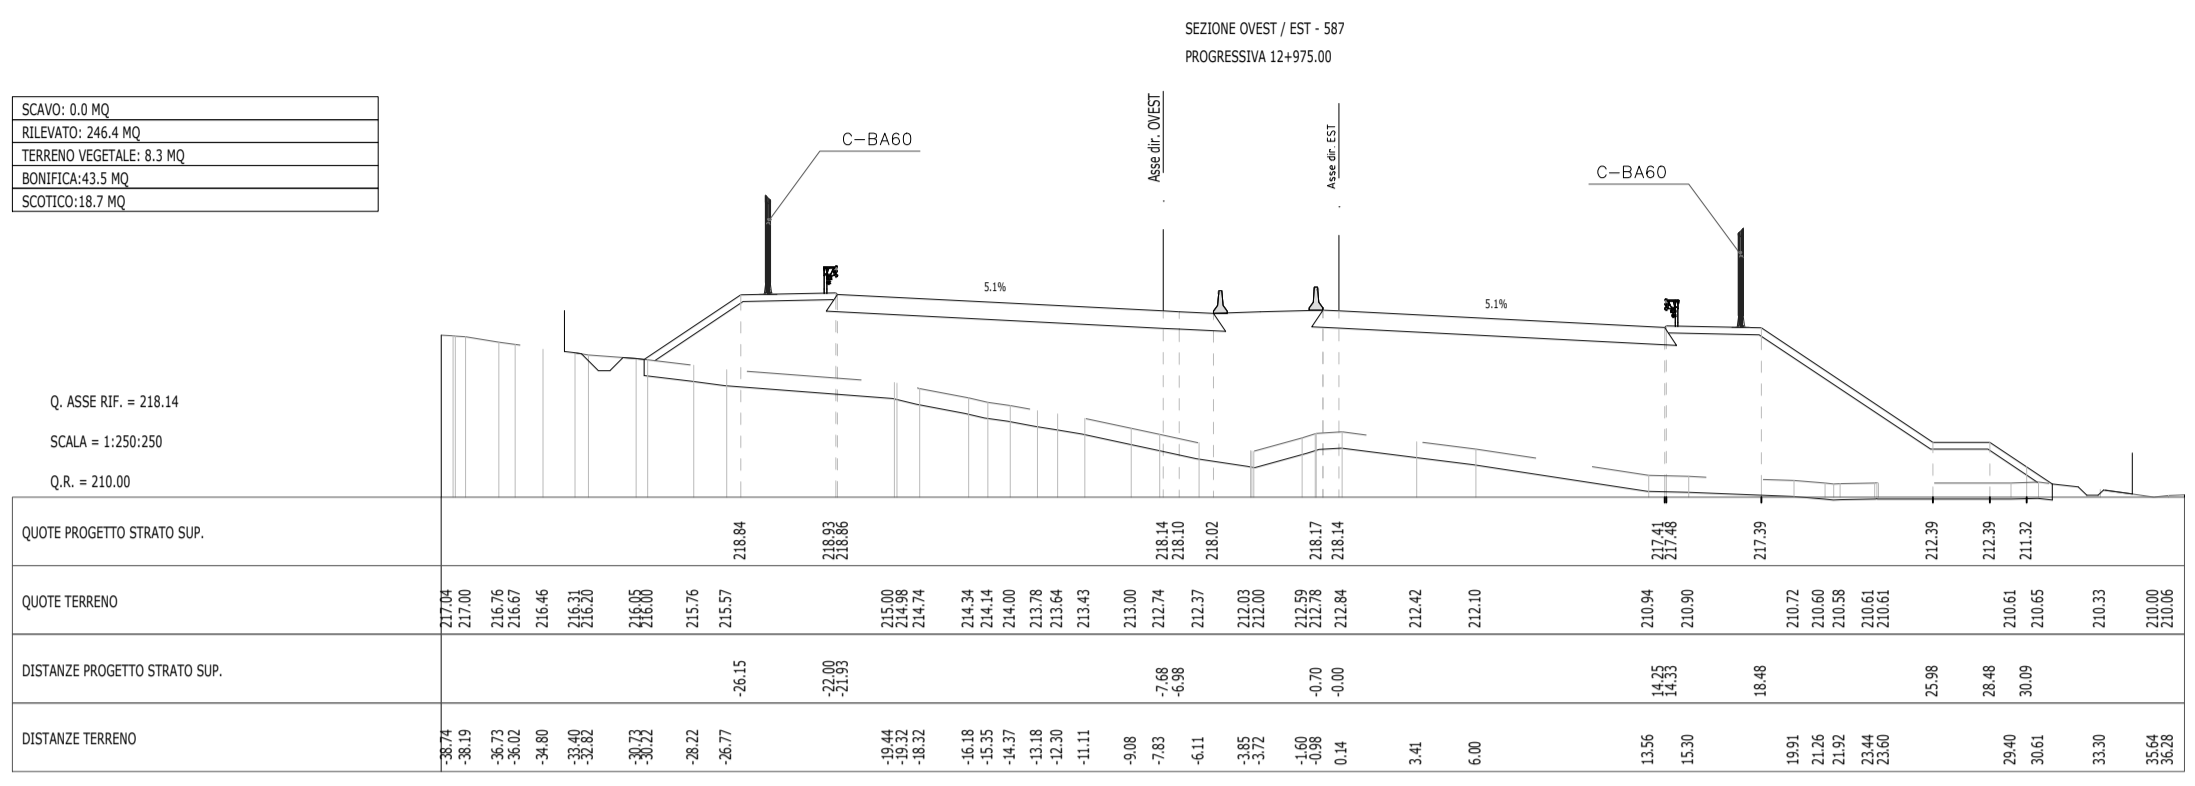 SEZIONE OVEST / EST - 587
PROGRESSIVA 12+975.00
SCAVO: 0.0 MQ
RILEVATO: 246.4 MQ
TERRENO VEGETALE: 8.3 MQ
BONIFICA:43.5 MQ
SCOTICO:18.7 MQ
C-BA60
Asse dir. OVEST
Asse dir. EST
C-BA60
5.1%
5.1%
Q. ASSE RIF. = 218.14
SCALA = 1:250:250
Q.R. = 210.00
QUOTE PROGETTO STRATO SUP. 218.84 218.93 218.86 218.14 218.10 218.02 218.17 218.14 217.41 217.48 217.39 212.39 212.39 211.32
QUOTE TERRENO 217.04 217.00 216.76 216.67 216.46 216.31 216.20 216.05 216.00 215.76 215.57 215.00 214.98 214.74 214.34 214.14 214.00 213.78 213.64 213.43 213.00 212.74 212.37 212.03 212.00 212.59 212.78 212.84 212.42 212.10 210.94 210.90 210.72 210.60 210.58 210.61 210.61 210.61 210.65 210.33 210.00 210.06
DISTANZE PROGETTO STRATO SUP. -26.15 -22.00 -21.93 -7.68 -6.98 -0.70 -0.00 14.25 14.33 18.48 25.98 28.48 30.09
DISTANZE TERRENO -38.74 -38.19 -36.73 -36.02 -34.80 -33.40 -32.82 -30.73 -30.22 -28.22 -26.77 -19.44 -19.32 -18.32 -16.18 -15.35 -14.37 -13.18 -12.30 -11.11 -9.08 -7.83 -6.11 -3.85 -3.72 -1.60 -0.98 0.14 3.41 6.00 13.56 15.30 19.91 21.26 21.92 23.44 23.60 29.40 30.61 33.30 35.64 36.28